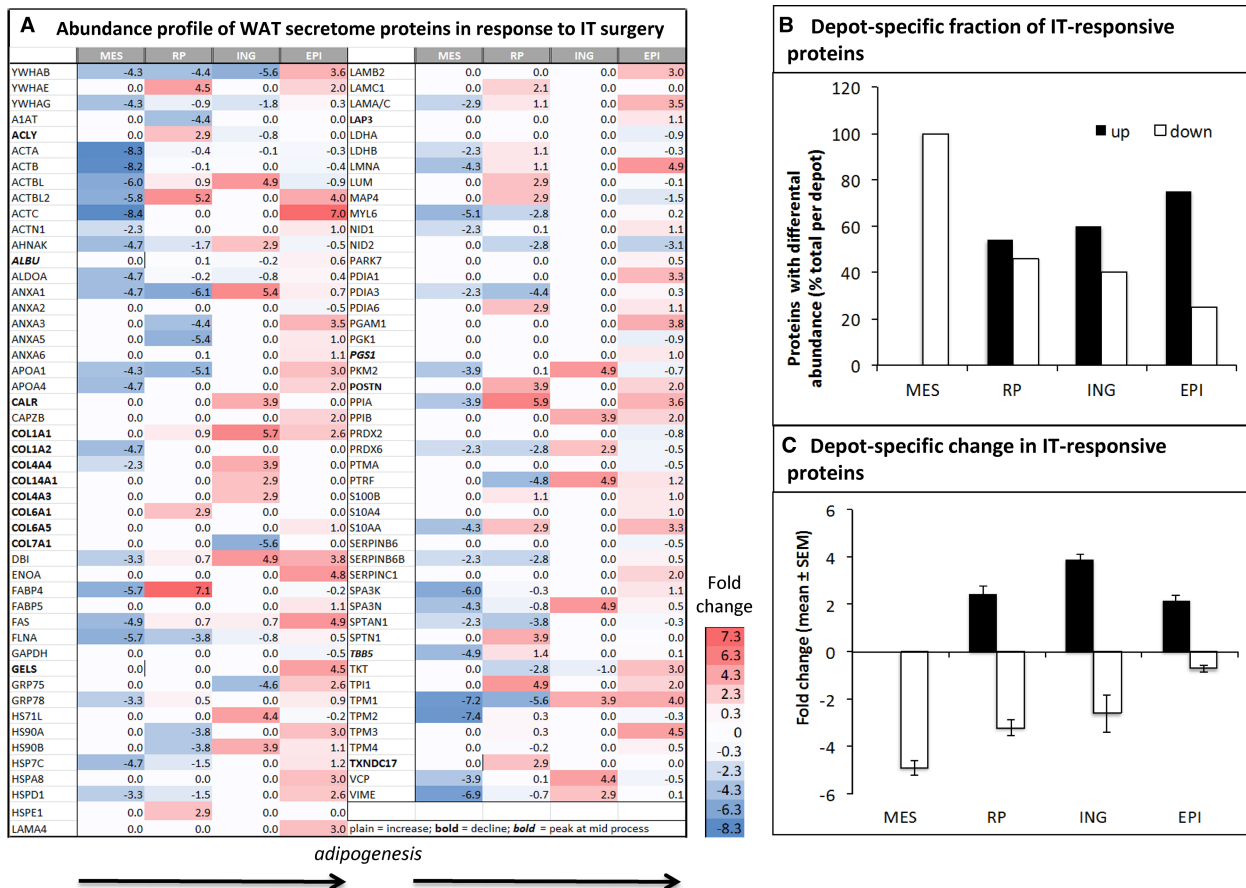 A Abundance profile of WAT secretome proteins in response to IT surgery
MES RP ING EPI MES RP ING EPI
YWHAB -4.3 -4.4 -5.6 3.6 LAMB2 0.0 0.0 0.0 3.0
YWHAE 0.0 4.5 0.0 2.0 LAMC1 0.0 2.1 0.0 0.0
YWHAG -4.3 -0.9 -1.8 0.3 LAMA/C -2.9 1.1 0.0 3.5
A1AT 0.0 -4.4 0.0 0.0 LAP3 0.0 0.0 0.0 1.1
ACLY 0.0 2.9 -0.8 0.0 LDHA 0.0 0.0 0.0 -0.9
ACTA -8.3 -0.4 -0.1 -0.3 LDHB -2.3 1.1 0.0 -0.3
ACTB -8.2 -0.1 0.0 -0.4 LMNA -4.3 1.1 0.0 4.9
ACTBL -6.0 0.9 4.9 -0.9 LUM 0.0 2.9 0.0 -0.1
ACTBL2 -5.8 5.2 0.0 4.0 MAP4 0.0 2.9 0.0 -1.5
ACTC -8.4 0.0 0.0 7.0 MYL6 -5.1 -2.8 0.0 0.2
ACTN1 -2.3 0.0 0.0 1.0 NID1 -2.3 0.1 0.0 1.1
AHNAK -4.7 -1.7 2.9 -0.5 NID2 0.0 -2.8 0.0 -3.1
ALBU 0.0 0.1 -0.2 0.6 PARK7 0.0 0.0 0.0 0.5
ALDOA -4.7 -0.2 -0.8 0.4 PDIA1 0.0 0.0 0.0 3.3
ANXA1 -4.7 -6.1 5.4 0.7 PDIA3 -2.3 -4.4 0.0 0.3
ANXA2 0.0 0.0 0.0 -0.5 PDIA6 0.0 2.9 0.0 1.1
ANXA3 0.0 -4.4 0.0 3.5 PGAM1 0.0 0.0 0.0 3.8
ANXA5 0.0 -5.4 0.0 1.0 PGK1 0.0 0.0 0.0 -0.9
ANXA6 0.0 0.1 0.0 1.1 PGS1 0.0 0.0 0.0 1.0
APOA1 -4.3 -5.1 0.0 3.0 PKM2 -3.9 0.1 4.9 -0.7
APOA4 -4.7 0.0 0.0 2.0 POSTN 0.0 3.9 0.0 2.0
CALR 0.0 0.0 3.9 0.0 PPIA -3.9 5.9 0.0 3.6
CAPZB 0.0 0.0 0.0 2.0 PPIB 0.0 0.0 3.9 2.0
COL1A1 0.0 0.9 5.7 2.6 PRDX2 0.0 0.0 0.0 -0.8
COL1A2 -4.7 0.0 0.0 0.0 PRDX6 -2.3 -2.8 2.9 -0.5
COL4A4 -2.3 0.0 3.9 0.0 PTMA 0.0 0.0 0.0 -0.5
COL14A1 0.0 0.0 2.9 0.0 PTRF 0.0 -4.8 4.9 1.2
COL4A3 0.0 0.0 2.9 0.0 S100B 0.0 1.1 0.0 1.0
COL6A1 0.0 2.9 0.0 0.0 S10A4 0.0 0.0 0.0 1.0
COL6A5 0.0 0.0 0.0 1.0 S10AA -4.3 2.9 0.0 3.3
COL7A1 0.0 0.0 -5.6 0.0 SERPINB6 0.0 0.0 0.0 -0.5
DBI -3.3 0.7 4.9 3.8 SERPINB6B -2.3 -2.8 0.0 0.5
ENOA 0.0 0.0 0.0 4.8 SERPINC1 0.0 0.0 0.0 2.0
FABP4 -5.7 7.1 0.0 -0.2 SPA3K -6.0 -0.3 0.0 1.1
FABP5 0.0 0.0 0.0 1.1 SPA3N -4.3 -0.8 4.9 0.5
FAS -4.9 0.7 0.7 4.9 SPTAN1 -2.3 -3.8 0.0 -0.3
FLNA -5.7 -3.8 -0.8 0.5 SPTN1 0.0 3.9 0.0 0.0
GAPDH 0.0 0.0 0.0 -0.5 TBB5 -4.9 1.4 0.0 0.1
GELS 0.0 0.0 0.0 4.5 TKT 0.0 -2.8 -1.0 3.0
GRP75 0.0 0.0 -4.6 2.6 TPI1 0.0 4.9 0.0 2.0
GRP78 -3.3 0.5 0.0 0.9 TPM1 -7.2 -5.6 3.9 4.0
HS71L 0.0 0.0 4.4 -0.2 TPM2 -7.4 0.3 0.0 -0.3
HS90A 0.0 -3.8 0.0 3.0 TPM3 0.0 0.3 0.0 4.5
HS90B 0.0 -3.8 3.9 1.1 TPM4 0.0 -0.2 0.0 0.5
HSP7C -4.7 -1.5 0.0 1.2 TXNDC17 0.0 2.9 0.0 0.0
HSPA8 0.0 0.0 0.0 3.0 VCP -3.9 0.1 4.4 -0.5
HSPD1 -3.3 -1.5 0.0 2.6 VIME -6.9 -0.7 2.9 0.1
HSPE1 0.0 2.9 0.0 0.0
LAMA4 0.0 0.0 0.0 3.0 plain = increase; bold = decline; bold = peak at mid process
adipogenesis
Fold
change
7.3
6.3
4.3
2.3
0.3
0
-0.3
-2.3
-4.3
-6.3
-8.3
B Depot-specific fraction of IT-responsive
proteins
Proteins with differential
abundance (% total per depot)
120
100
80
60
40
20
0
up down
MES RP ING EPI
C Depot-specific change in IT-responsive
proteins
Fold change (mean ± SEM)
6
4
2
0
-2
-4
-6
MES RP ING EPI